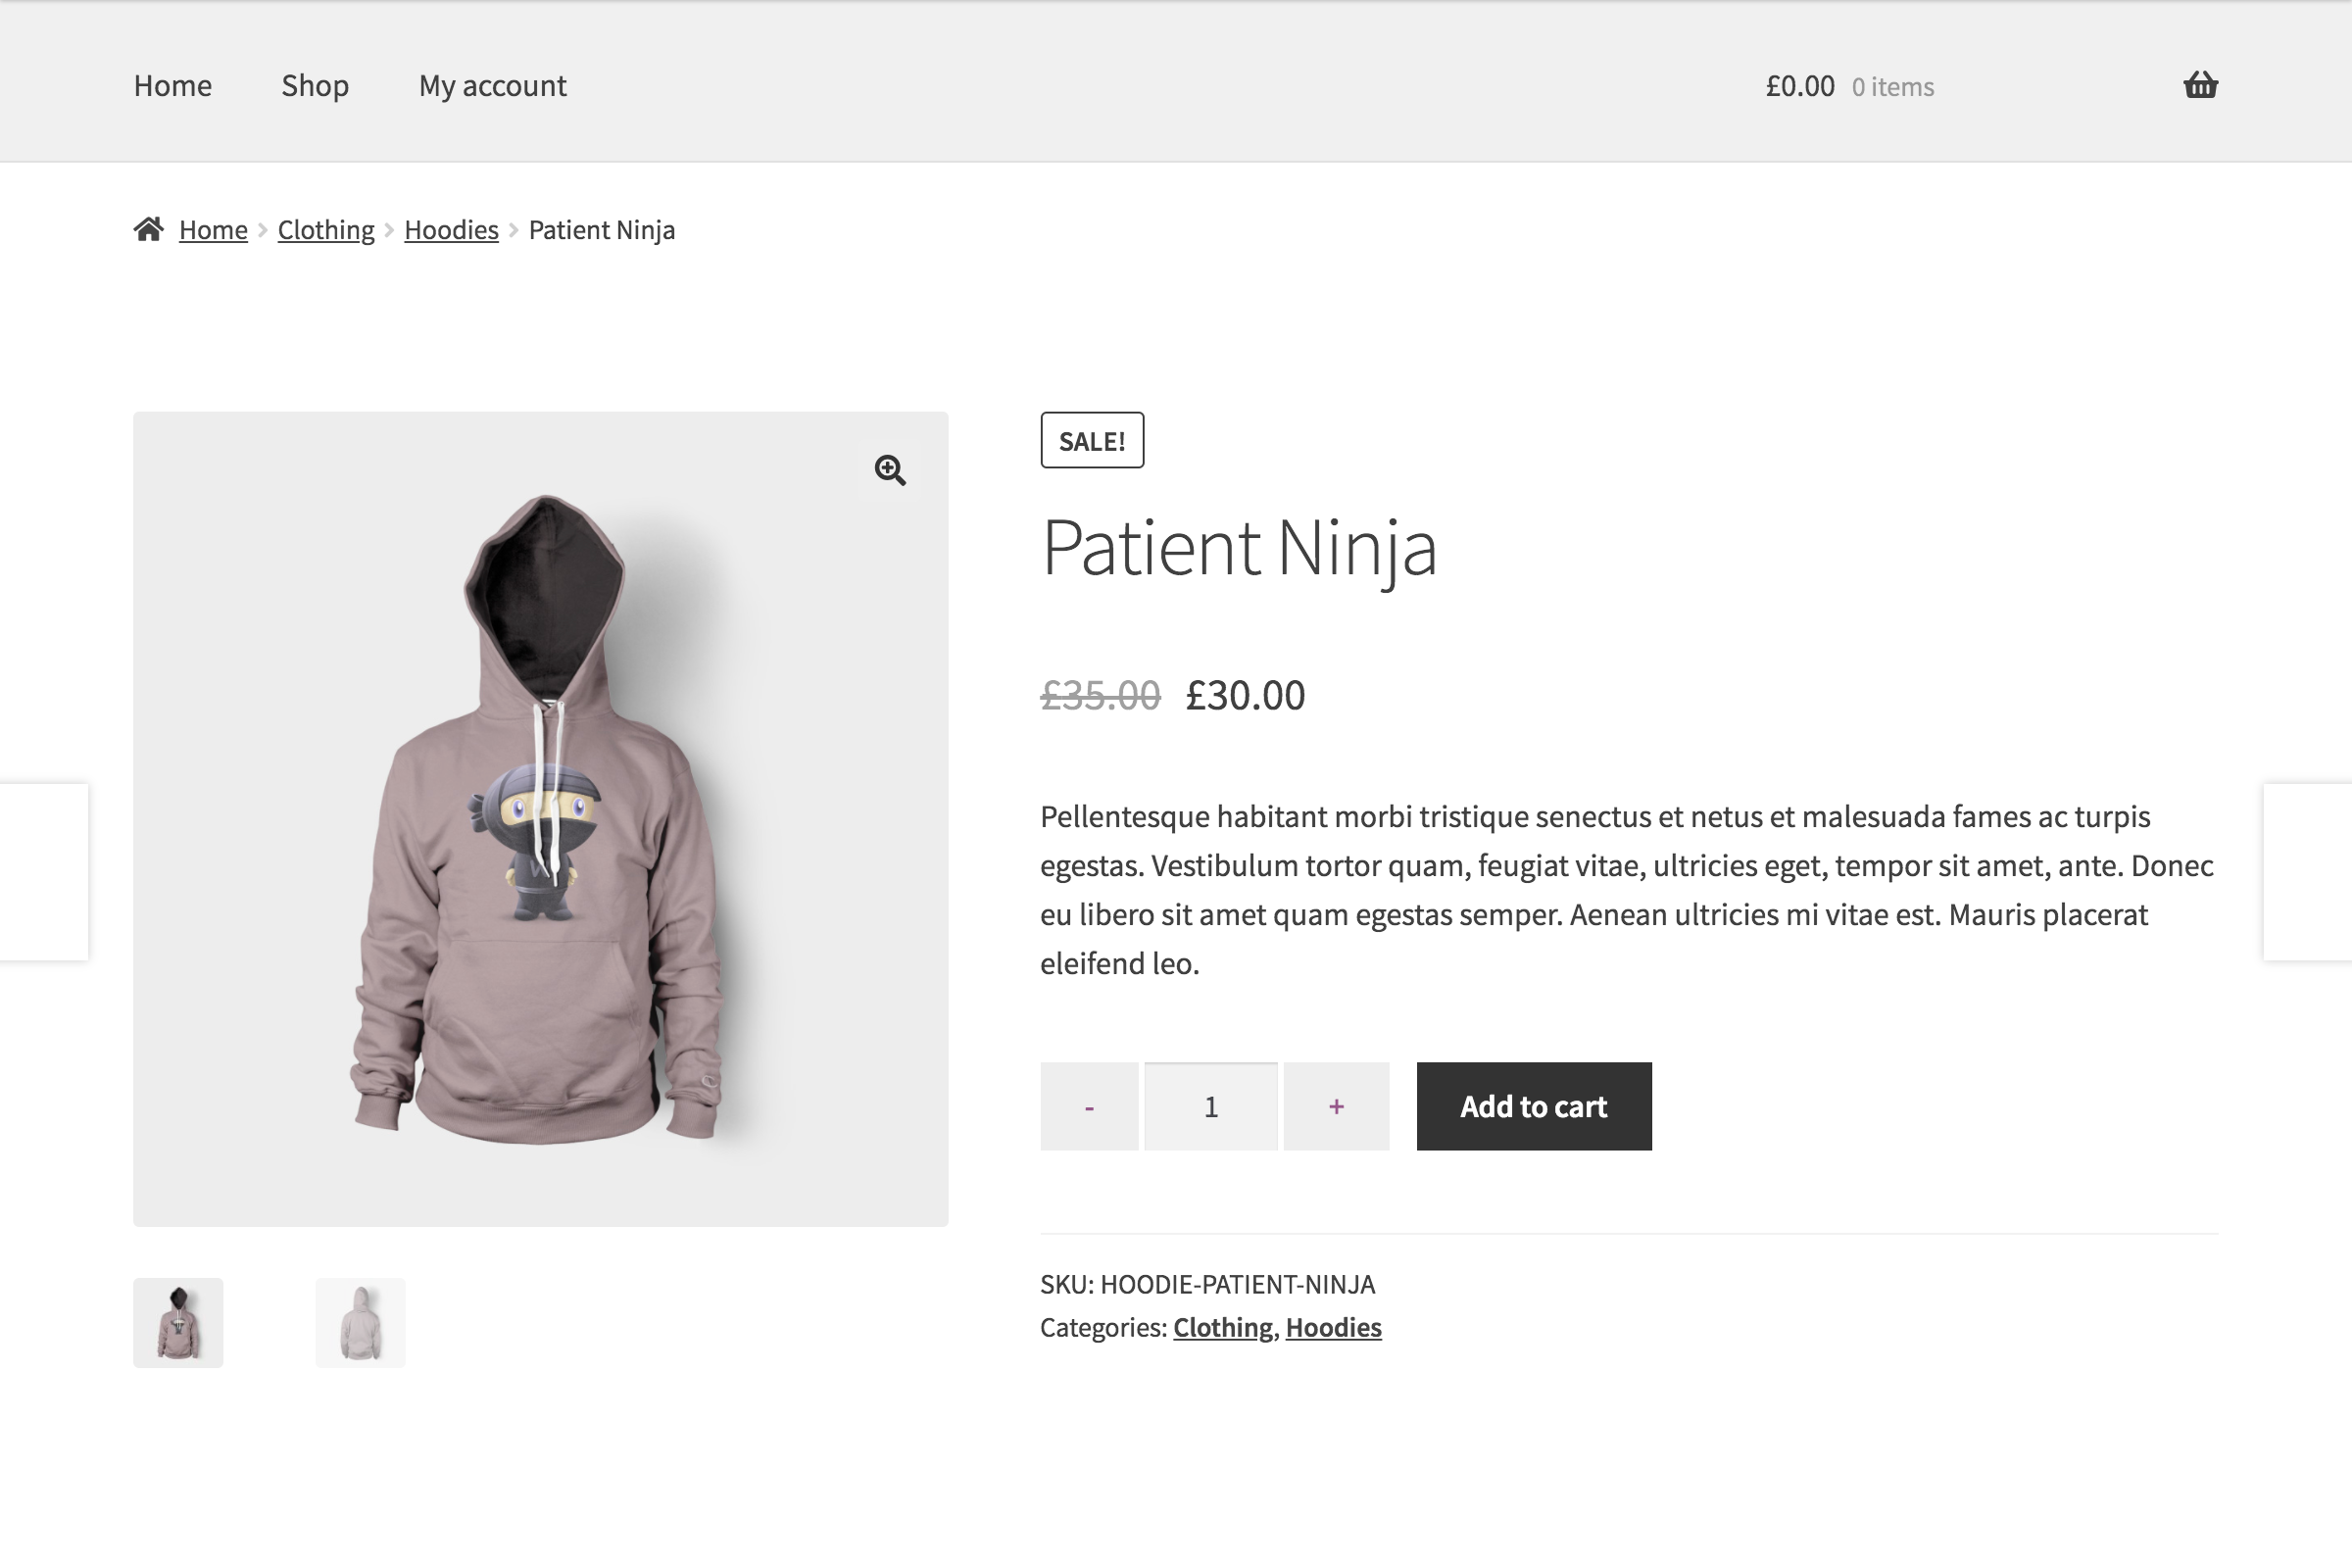 Home Shop My account £0.00 0 items
Home Clothing Hoodies Patient Ninja
SALE!
Patient Ninja
£35.00 £30.00
Pellentesque habitant morbi tristique senectus et netus et malesuada fames ac turpis
egestas. Vestibulum tortor quam, feugiat vitae, ultricies eget, tempor sit amet, ante. Donec
eu libero sit amet quam egestas semper. Aenean ultricies mi vitae est. Mauris placerat
eleifend leo.
- 1 + Add to cart
SKU: HOODIE-PATIENT-NINJA
Categories: Clothing, Hoodies